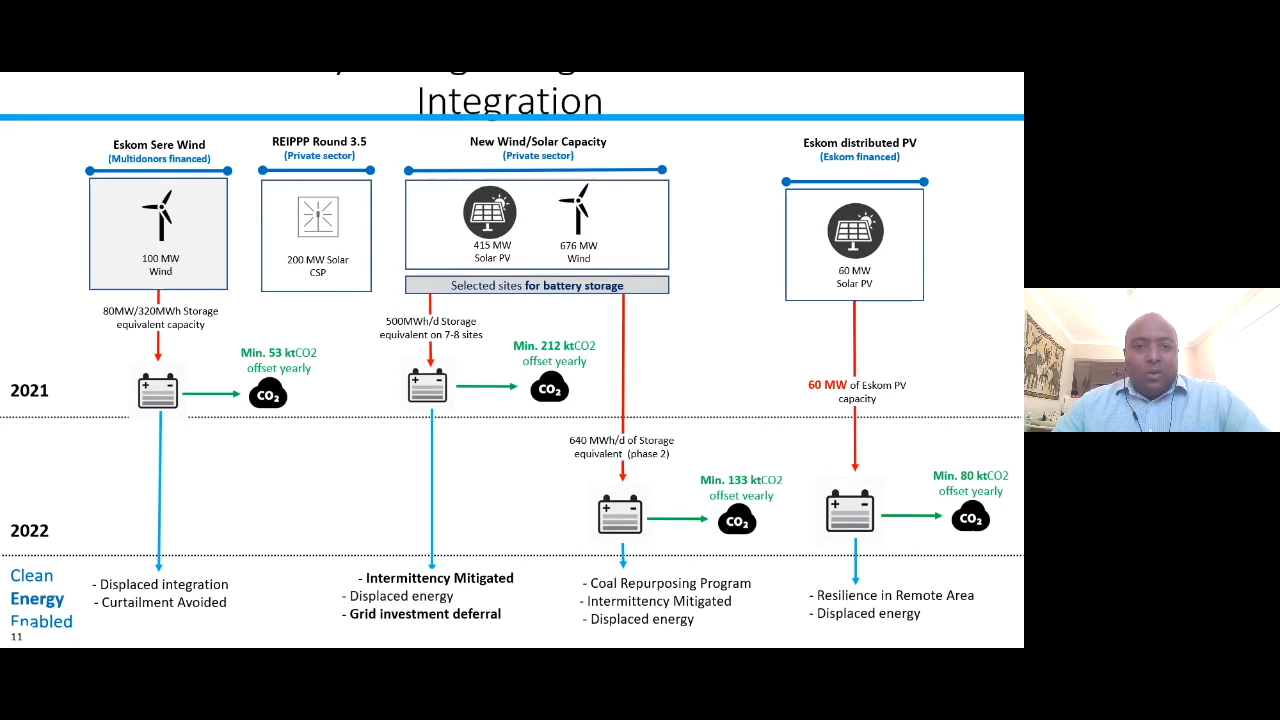 Integration
Eskom Sere Wind
(Multidonors financed)
100 MW
Wind
80MW/320MWh Storage
equivalent capacity
Min. 53 ktCO2
offset yearly
CO₂
REIPPP Round 3.5
(Private sector)
200 MW Solar
CSP
New Wind/Solar Capacity
(Private sector)
415 MW
Solar PV
676 MW
Wind
Selected sites for battery storage
500MWh/d Storage
equivalent on 7-8 sites
Min. 212 ktCO2
offset yearly
CO₂
Eskom distributed PV
(Eskom financed)
60 MW
Solar PV
60 MW of Eskom PV
capacity
2021
640 MWh/d of Storage
equivalent (phase 2)
Min. 133 ktCO2
offset yearly
CO₂
Min. 80 ktCO2
offset yearly
CO₂
2022
Clean
Energy
Enabled
- Displaced integration
- Curtailment Avoided
- Intermittency Mitigated
- Displaced energy
- Grid investment deferral
- Coal Repurposing Program
- Intermittency Mitigated
- Displaced energy
- Resilience in Remote Area
- Displaced energy
11